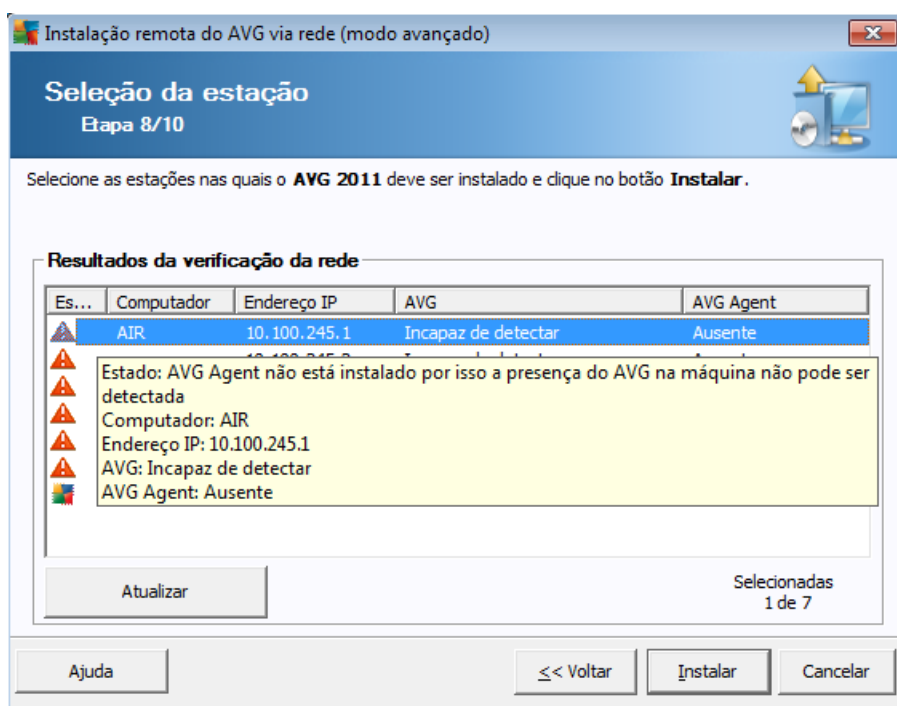 Instalação remota do AVG via rede (modo avançado)
Seleção da estação
Etapa 8/10
Selecione as estações nas quais o AVG 2011 deve ser instalado e clique no botão Instalar.
Resultados da verificação da rede
Es... Computador Endereço IP AVG AVG Agent
AIR 10.100.245.1 Incapaz de detectar Ausente
Estado: AVG Agent não está instalado por isso a presença do AVG na máquina não pode ser
detectada
Computador: AIR
Endereço IP: 10.100.245.1
AVG: Incapaz de detectar
AVG Agent: Ausente
Atualizar
Selecionadas
1 de 7
Ajuda
<< Voltar
Instalar
Cancelar